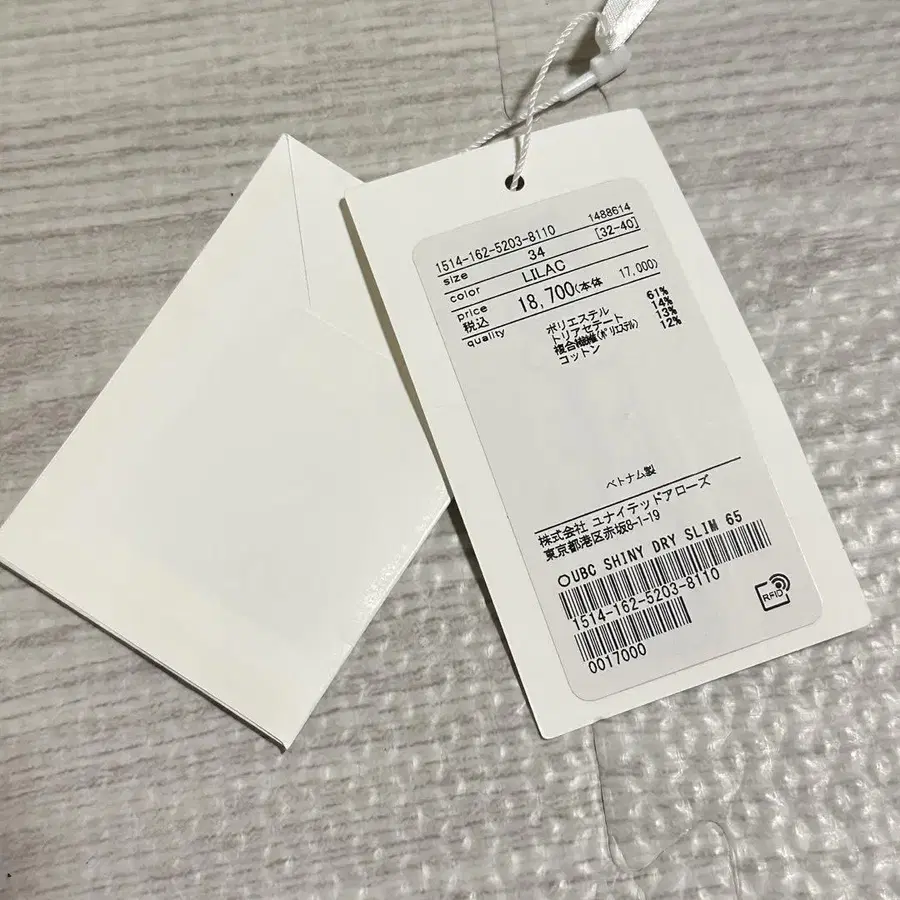 1514-162-5203-8110 1488614
size 34 [32-40]
color LILAC
price 18,700(本体 17,000)
税込
quality ポリエステル 61%
トリアセテート 14%
複合繊維(ポリエステル) 13%
コットン 12%
ベトナム製
株式会社 ユナイテッドアローズ
東京都港区赤坂8-1-19
〇UBC SHINY DRY SLIM 65
1514-162-5203-8110
0017000
RFID